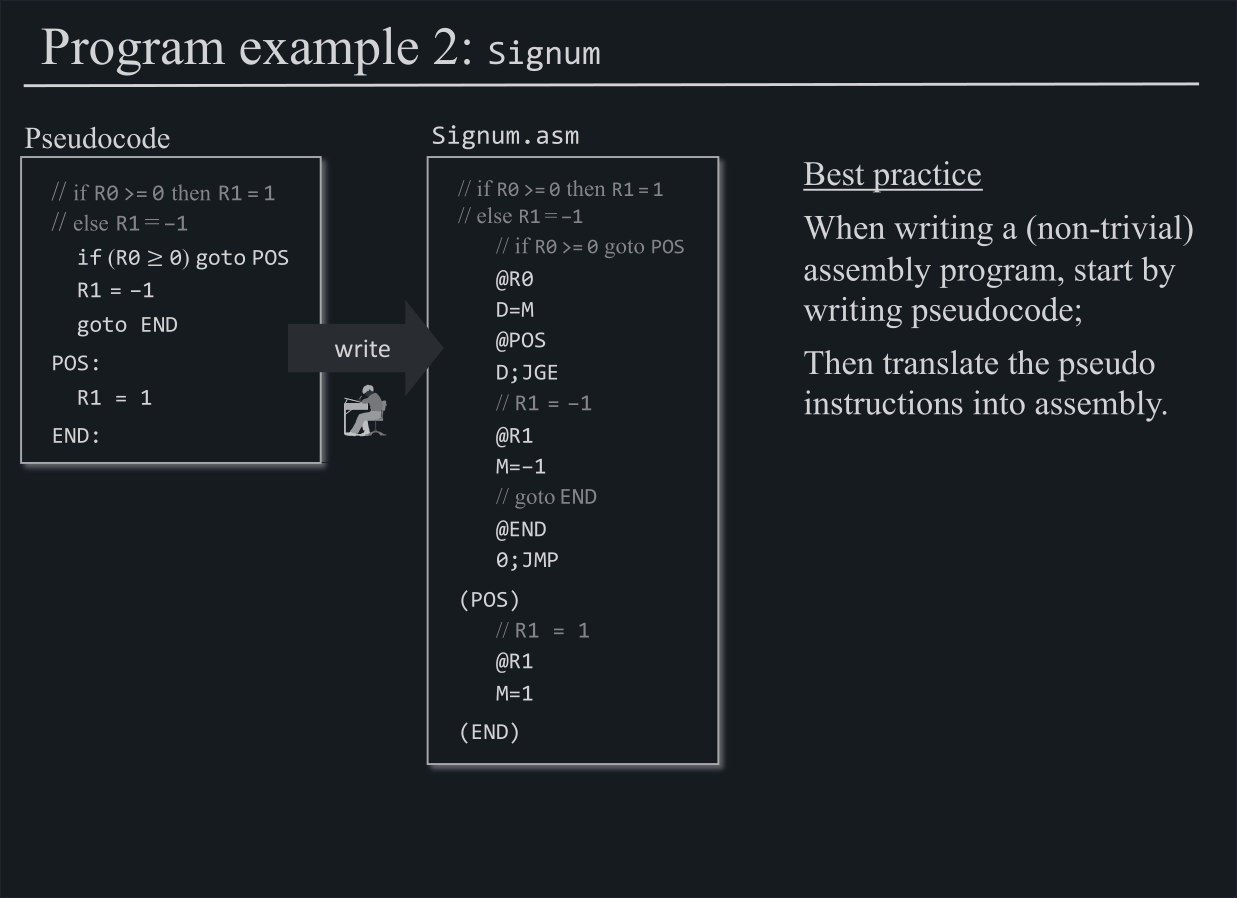 Program example 2: Signum
Pseudocode
// if R0 >= 0 then R1 = 1
// else R1 = –1
if (R0 ≥ 0) goto POS
R1 = –1
goto END
POS:
R1 = 1
END:
write
Signum.asm
// if R0 >= 0 then R1 = 1
// else R1 = –1
// if R0 >= 0 goto POS
@R0
D=M
@POS
D;JGE
// R1 = –1
@R1
M=–1
// goto END
@END
0;JMP
(POS)
// R1 = 1
@R1
M=1
(END)
Best practice
When writing a (non-trivial)
assembly program, start by
writing pseudocode;
Then translate the pseudo
instructions into assembly.